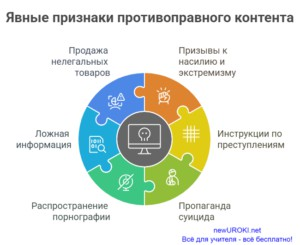 Явные признаки противоправного контента
Продажа
нелегальных
товаров
Призывы к
насилию и
экстремизму
Ложная
информация
Инструкции по
преступлениям
Распространение
порнографии
Пропаганда
суицида
newUROKI.net
Всё для учителя - всё бесплатно!